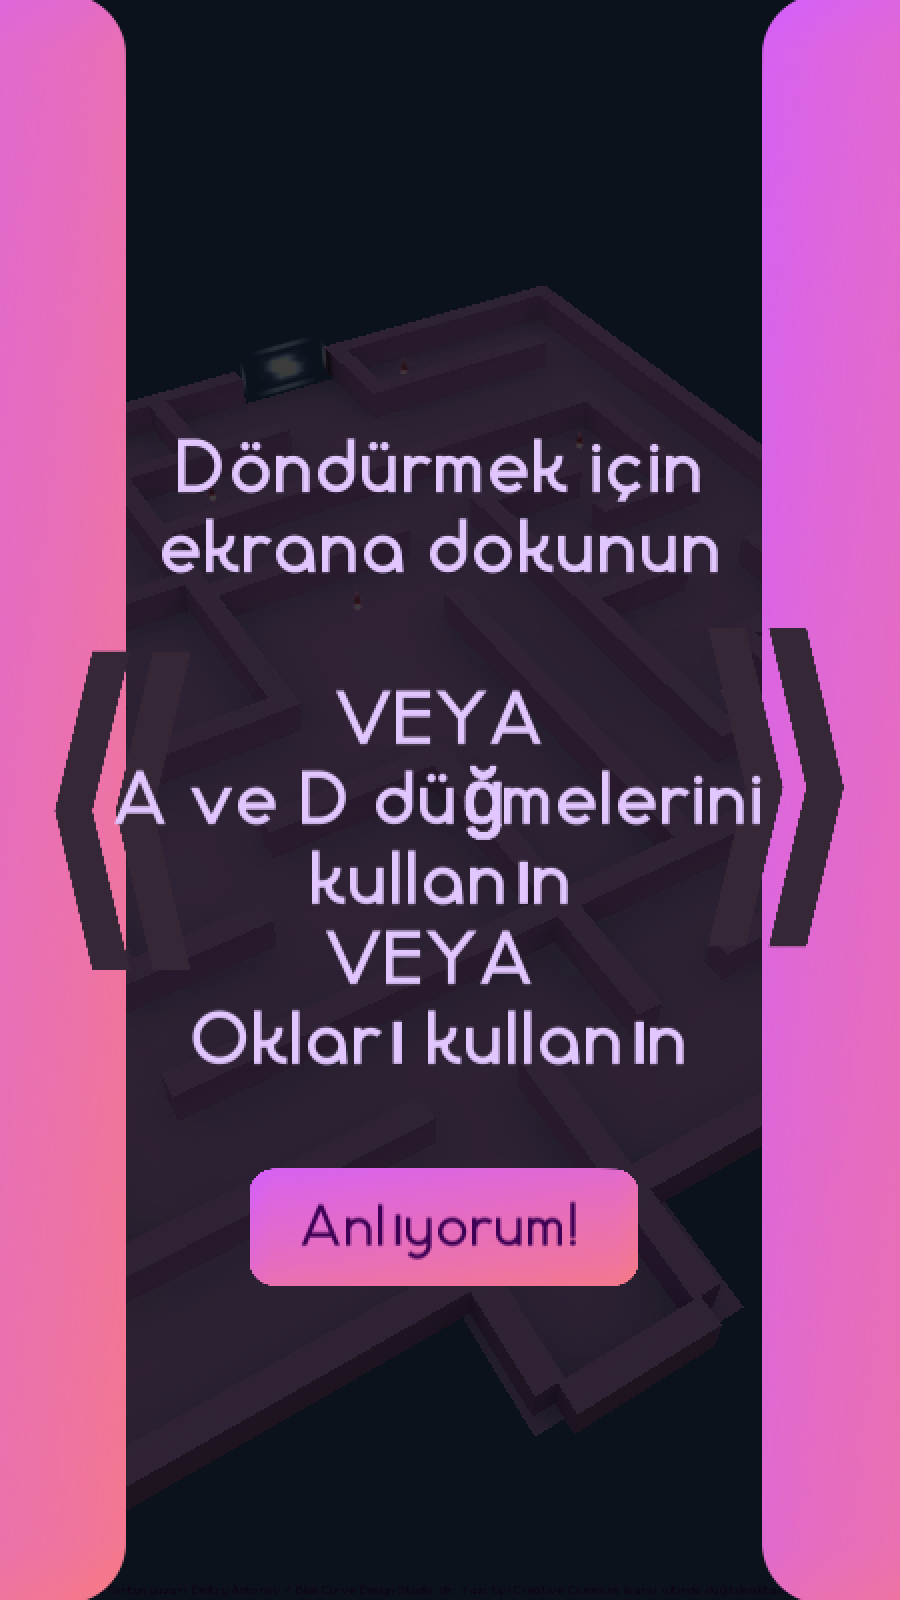 Döndürmek için
ekrana dokunun
VEYA
A ve D düğmelerini
kullanın
VEYA
Okları kullanın
Anlıyorum!